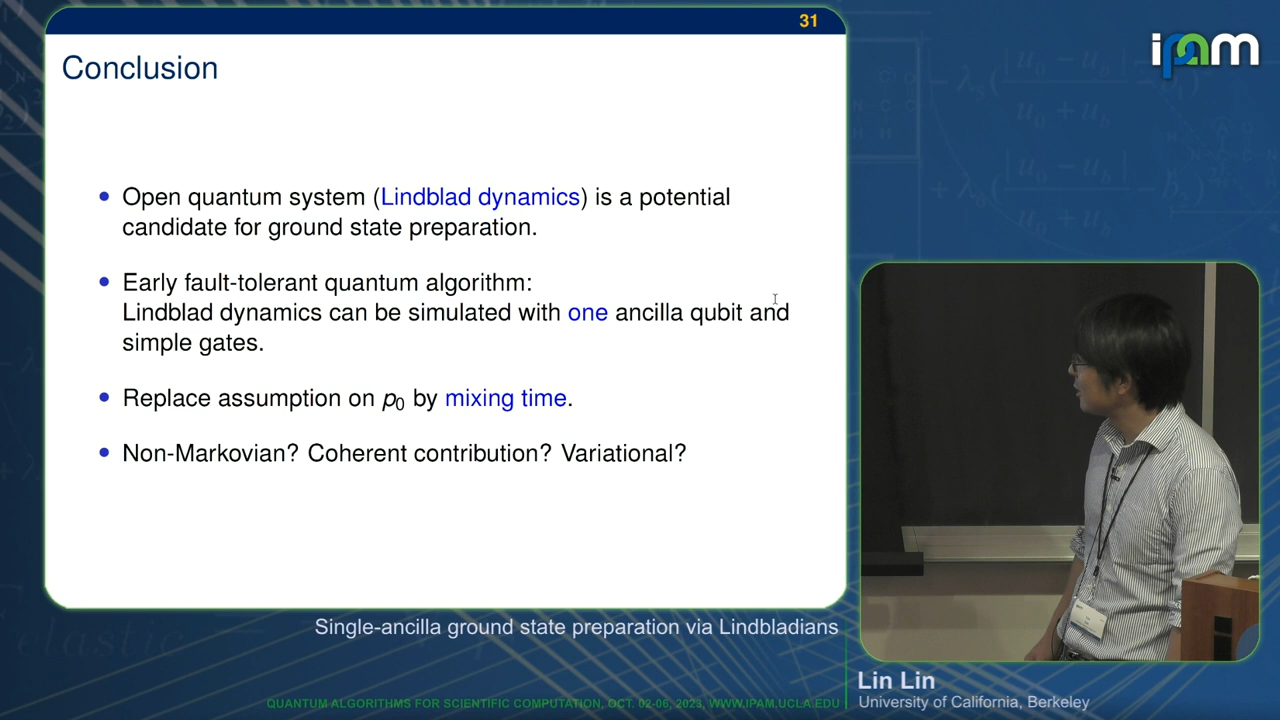 31
ipam
Conclusion
• Open quantum system (Lindblad dynamics) is a potential
candidate for ground state preparation.
• Early fault-tolerant quantum algorithm:
Lindblad dynamics can be simulated with one ancilla qubit and
simple gates.
• Replace assumption on p0 by mixing time.
• Non-Markovian? Coherent contribution? Variational?
Single-ancilla ground state preparation via Lindbladians
Lin Lin
University of California, Berkeley
QUANTUM ALGORITHMS FOR SCIENTIFIC COMPUTATION, OCT. 02-06, 2023, WWW.IPAM.UCLA.EDU
elastic